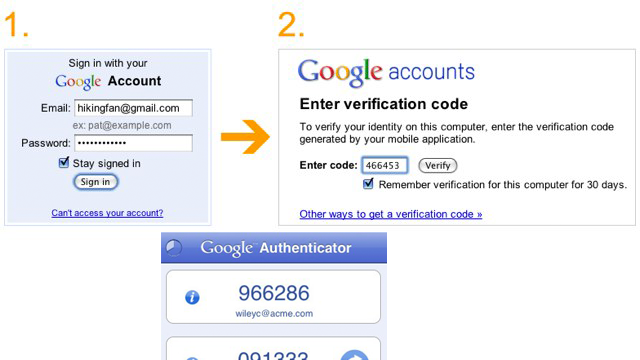 1.
Sign in with your
Google Account
Email: hikingfan@gmail.com
ex: pat@example.com
Password: ••••••••••••
Stay signed in
Sign in
Can't access your account?
2.
Google accounts
Enter verification code
To verify your identity on this computer, enter the verification code
generated by your mobile application.
Enter code: 466453 Verify
Remember verification for this computer for 30 days.
Other ways to get a verification code »
Google Authenticator
966286
wileyc@acme.com